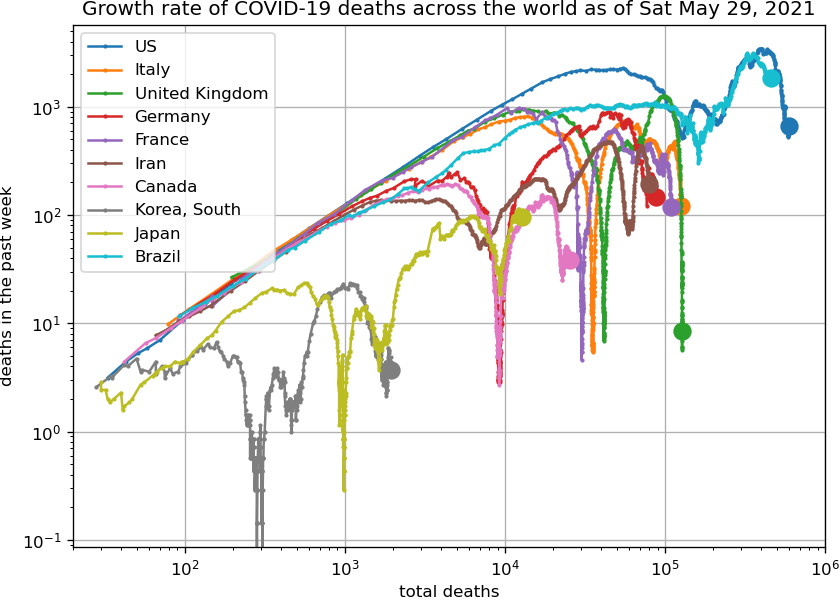 Growth rate of COVID-19 deaths across the world as of Sat May 29, 2021
US
Italy
United Kingdom
Germany
France
Iran
Canada
Korea, South
Japan
Brazil
deaths in the past week
10³
10²
10¹
10⁰
10⁻¹
10²
10³
10⁴
10⁵
10⁶
total deaths